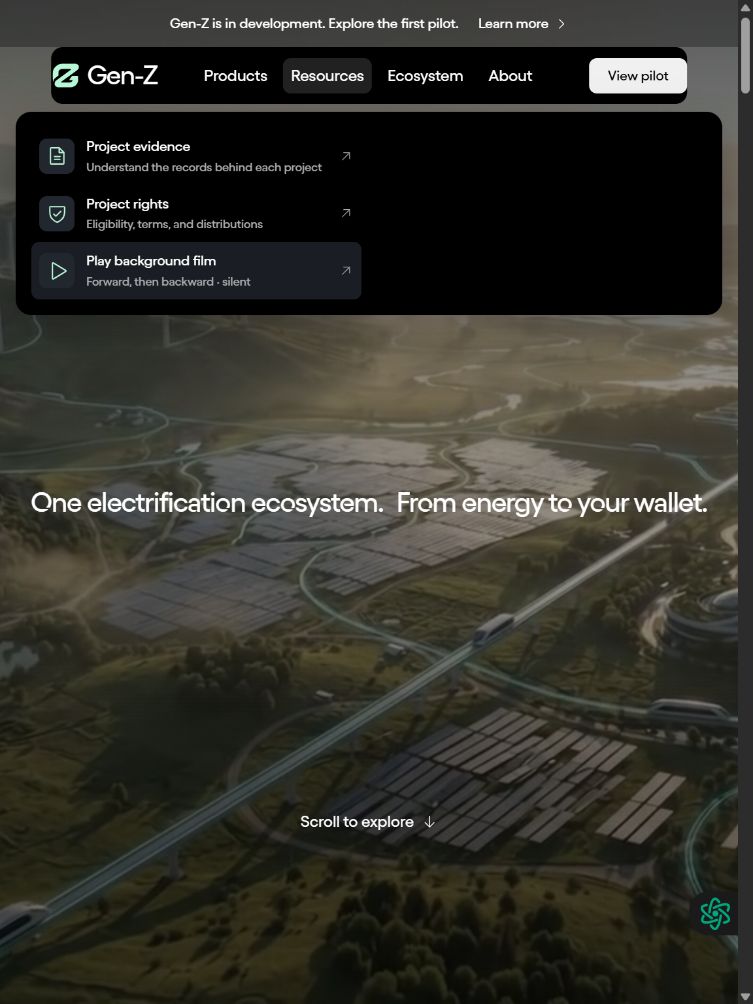 Gen-Z is in development. Explore the first pilot. Learn more
Gen-Z Products Resources Ecosystem About View pilot
Project evidence
Understand the records behind each project
Project rights
Eligibility, terms, and distributions
Play background film
Forward, then backward · silent
One electrification ecosystem. From energy to your wallet.
Scroll to explore